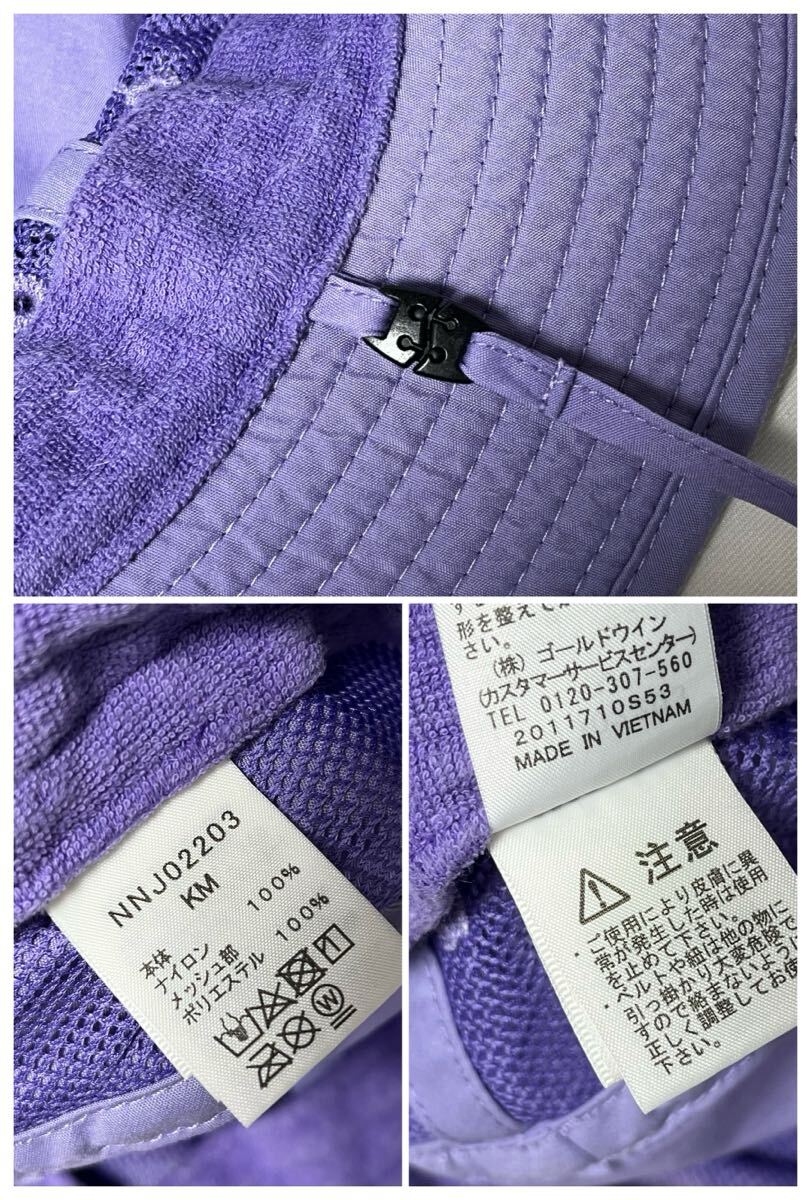 NNJ02203
KM
本体
ナイロン 100%
メッシュ部
ポリエステル 100%
形を整えて
さい。
(株) ゴールドウイン
(カスタマーサービスセンター)
TEL 0120-307-560
2011710S53
MADE IN VIETNAM
注意
・ご使用により皮膚に異
常が発生した時は使用
を止めて下さい。
・ベルトや紐は他の物に
引っ掛かり大変危険で
すので絡まないように
正しく調整してお使
下さい。